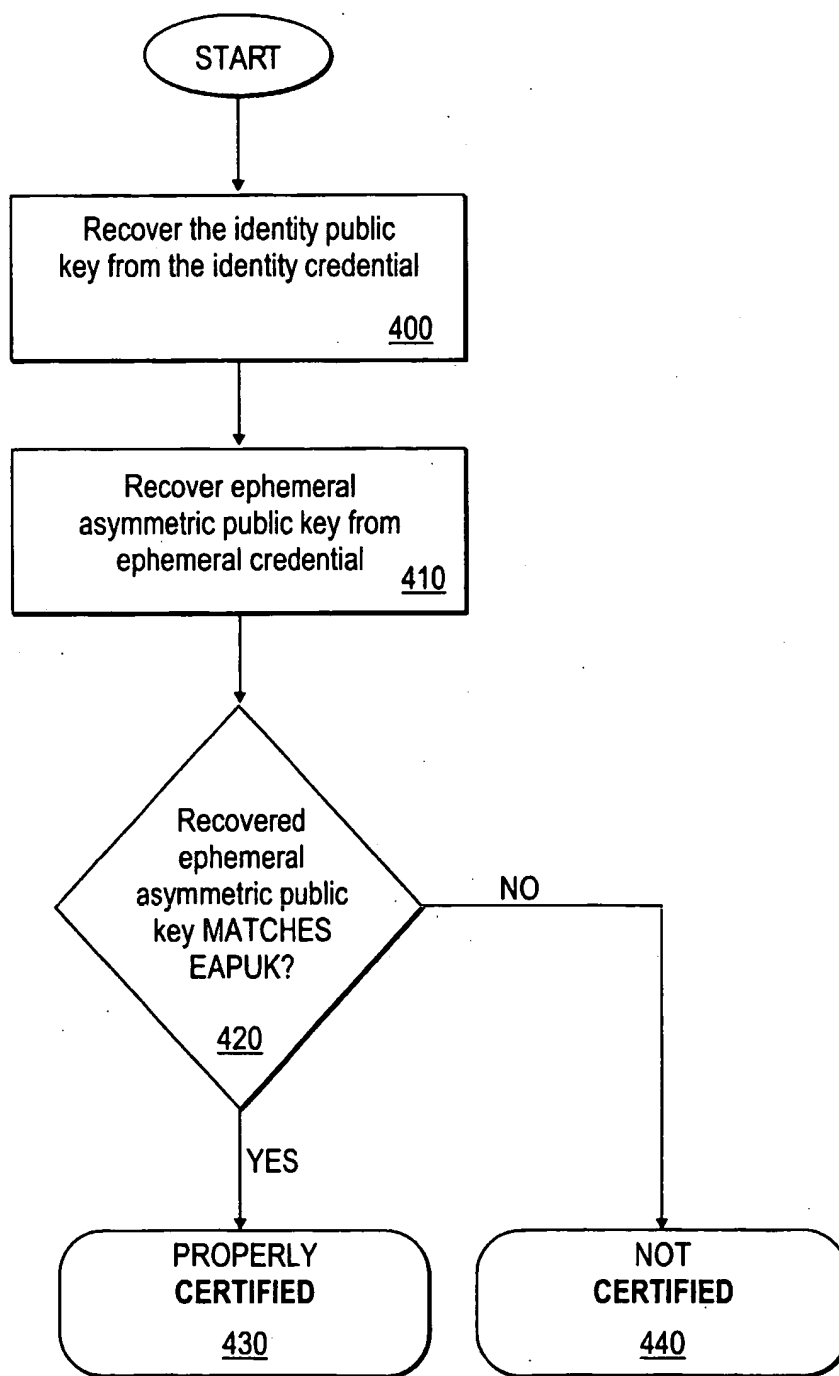 START
Recover the identity public
key from the identity credential
400
Recover ephemeral
asymmetric public key from
ephemeral credential
410
Recovered
ephemeral
asymmetric public
key MATCHES
EAPUK?
420
NO
YES
PROPERLY
CERTIFIED
430
NOT
CERTIFIED
440